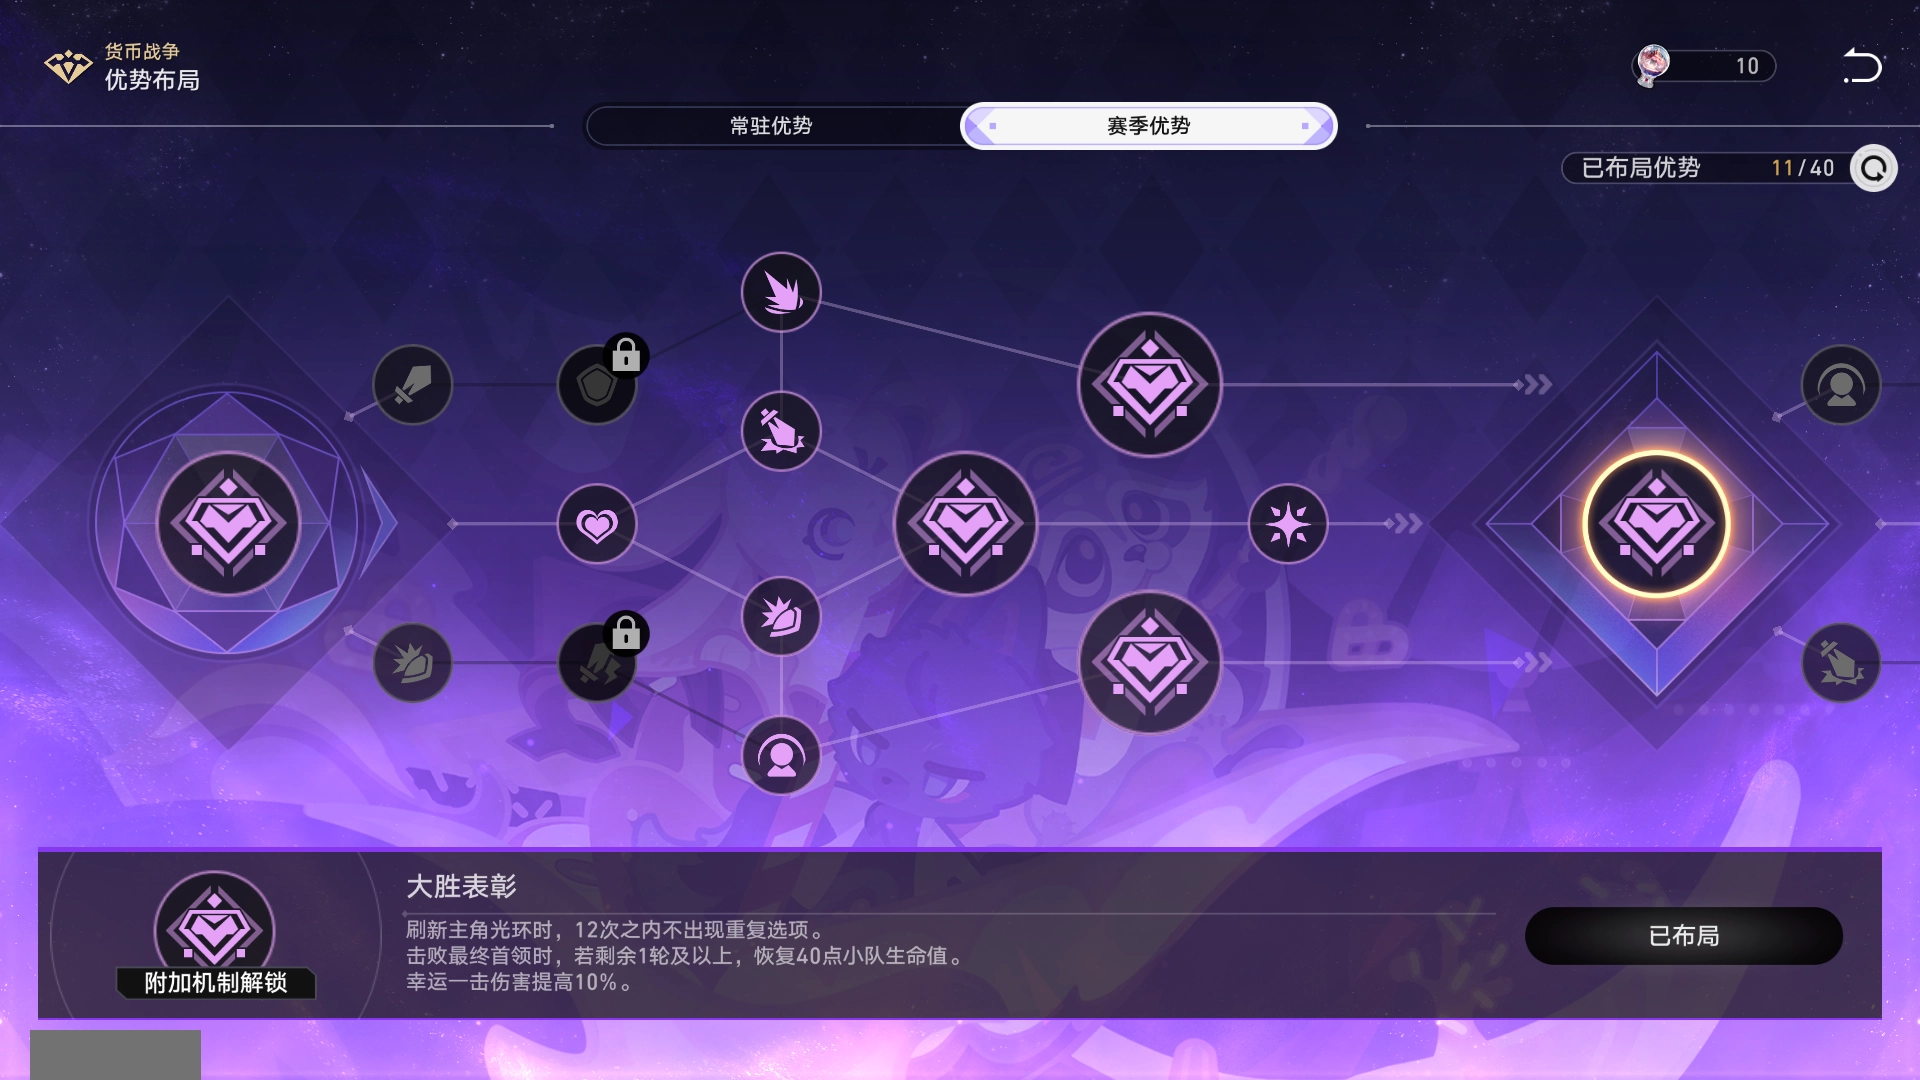 货币战争
优势布局
10
常驻优势
赛季优势
已布局优势 11/40
大胜表彰
刷新主角光环时，12次之内不出现重复选项。
击败最终首领时，若剩余1轮及以上，恢复40点小队生命值。
幸运一击伤害提高10%。
附加机制解锁
已布局